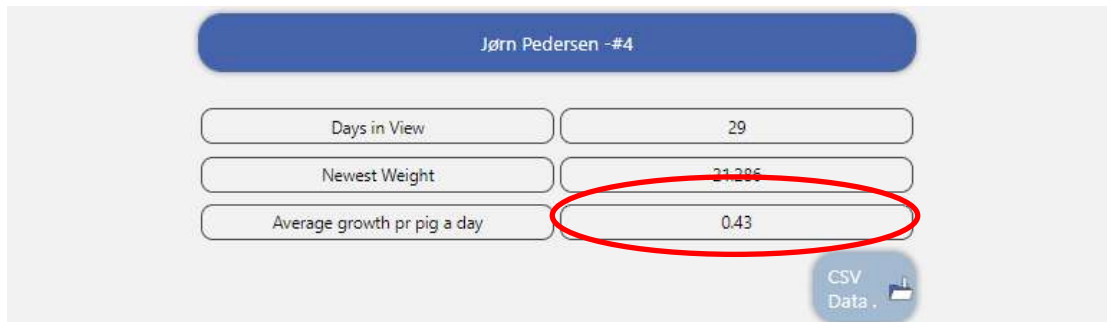 Jørn Pedersen -#4
Days in View 29
Newest Weight 21.286
Average growth pr pig a day 0.43
CSV
Data .